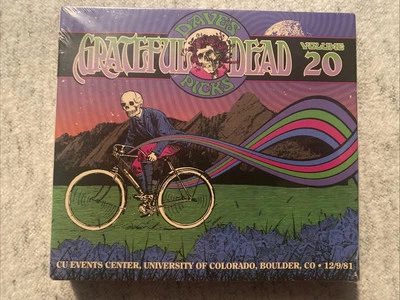 DAVE'S
GRATEFUL DEAD
PICKS
VOLUME
20
CU EVENTS CENTER, UNIVERSITY OF COLORADO, BOULDER, CO • 12/9/81